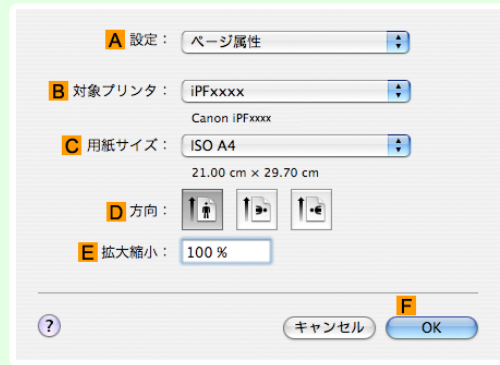 A 設定： ページ属性
B 対象プリンタ： iPFxxxx
Canon iPFxxxx
C 用紙サイズ： ISO A4
21.00 cm × 29.70 cm
D 方向：
E 拡大縮小： 100 %
F
? キャンセル OK